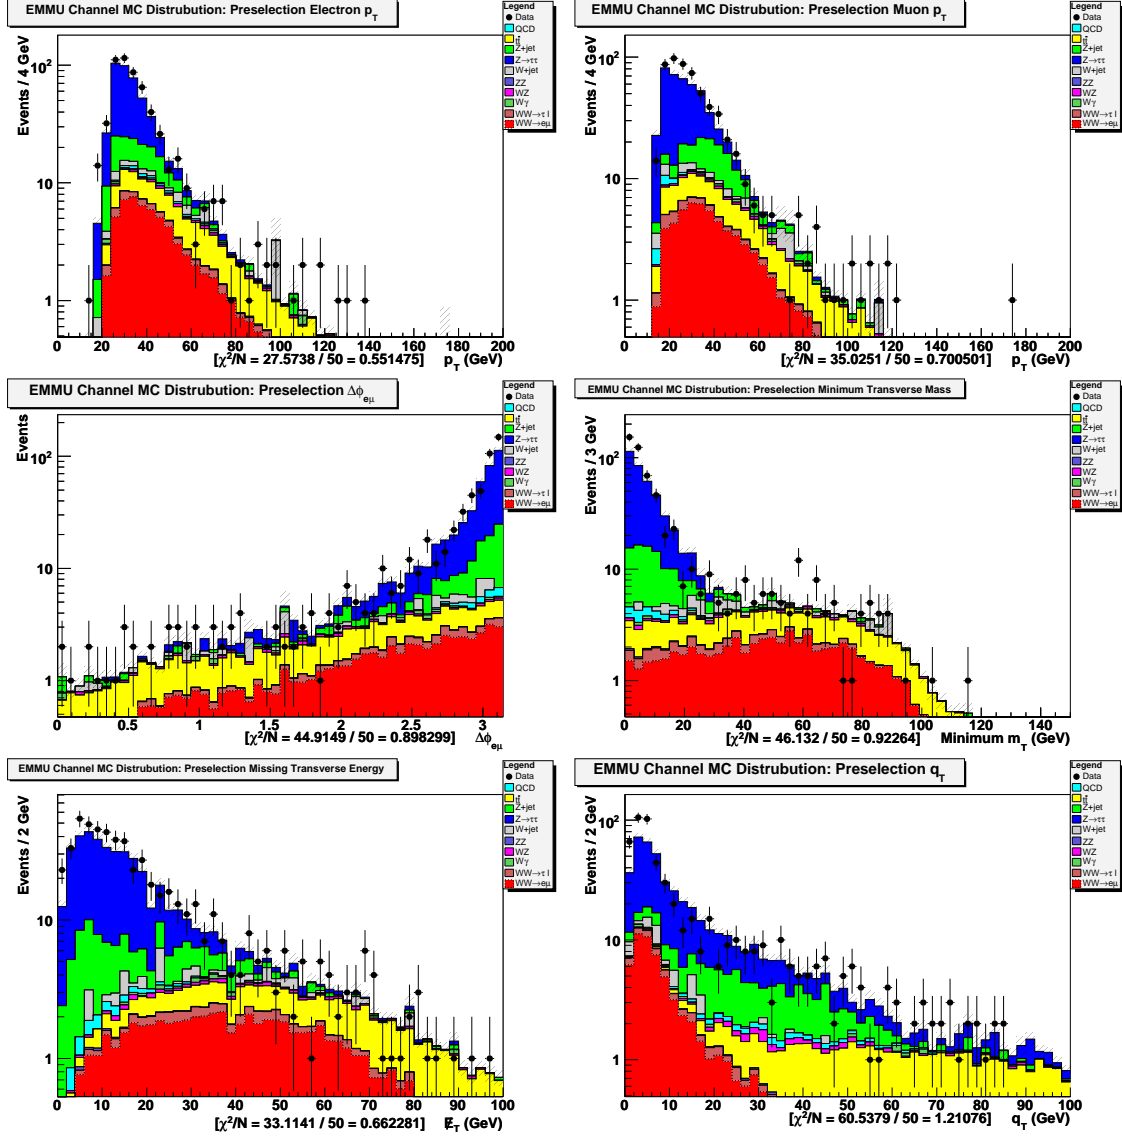 EMMU Channel MC Distrubution: Preselection Electron p_T
Events / 4 GeV
10²
10
1
0 20 40 60 80 100 120 140 160 180 200
[χ²/N = 27.5738 / 50 = 0.551475] p_T (GeV)
Legend
Data
QCD
tt̄
Z+jet
Z→ττ
W+jet
ZZ
WZ
Wγ
WW→τ l
WW→eμ
EMMU Channel MC Distrubution: Preselection Muon p_T
Events / 4 GeV
10²
10
1
0 20 40 60 80 100 120 140 160 180 200
[χ²/N = 35.0251 / 50 = 0.700501] p_T (GeV)
Legend
Data
QCD
tt̄
Z+jet
Z→ττ
W+jet
ZZ
WZ
Wγ
WW→τ l
WW→eμ
EMMU Channel MC Distrubution: Preselection Δϕ_eμ
Events
10²
10
1
0 0.5 1 1.5 2 2.5 3
[χ²/N = 44.9149 / 50 = 0.898299] Δϕ_eμ
Legend
Data
QCD
tt̄
Z+jet
Z→ττ
W+jet
ZZ
WZ
Wγ
WW→τ l
WW→eμ
EMMU Channel MC Distrubution: Preselection Minimum Transverse Mass
Events / 3 GeV
10²
10
1
0 20 40 60 80 100 120 140
[χ²/N = 46.132 / 50 = 0.92264] Minimum m_T (GeV)
Legend
Data
QCD
tt̄
Z+jet
Z→ττ
W+jet
ZZ
WZ
Wγ
WW→τ l
WW→eμ
EMMU Channel MC Distrubution: Preselection Missing Transverse Energy
Events / 2 GeV
10
1
0 10 20 30 40 50 60 70 80 90 100
[χ²/N = 33.1141 / 50 = 0.662281] E̸_T (GeV)
Legend
Data
QCD
tt̄
Z+jet
Z→ττ
W+jet
ZZ
WZ
Wγ
WW→τ l
WW→eμ
EMMU Channel MC Distrubution: Preselection q_T
Events / 2 GeV
10²
10
1
0 10 20 30 40 50 60 70 80 90 100
[χ²/N = 60.5379 / 50 = 1.21076] q_T (GeV)
Legend
Data
QCD
tt̄
Z+jet
Z→ττ
W+jet
ZZ
WZ
Wγ
WW→τ l
WW→eμ